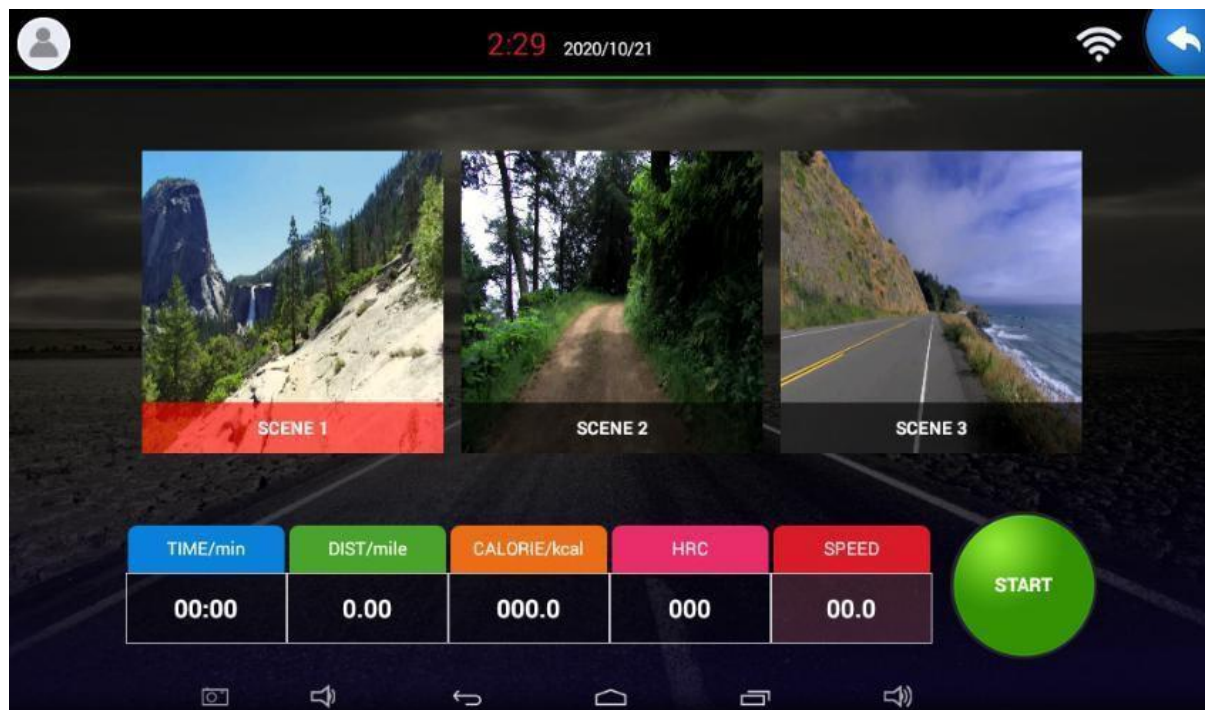 2:29 2020/10/21
SCENE 1 SCENE 2 SCENE 3
TIME/min DIST/mile CALORIE/kcal HRC SPEED
START
00:00 0.00 000.0 000 00.0